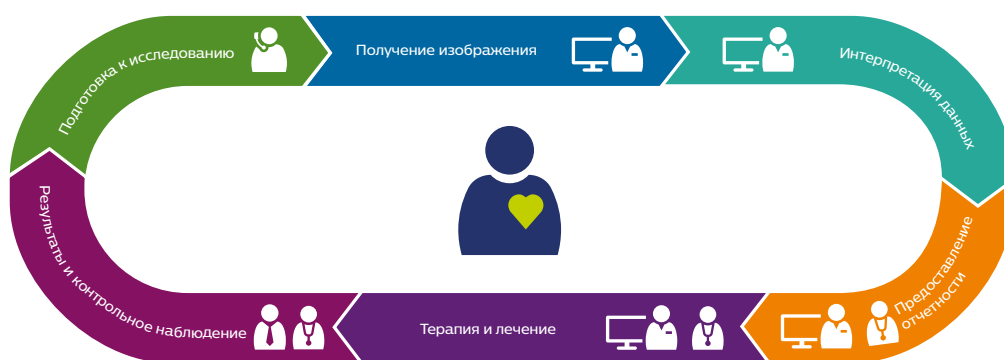 Подготовка к исследованию
Получение изображения
Интерпретация данных
Предоставление
отчетности
Терапия и лечение
Результаты и контрольное наблюдение